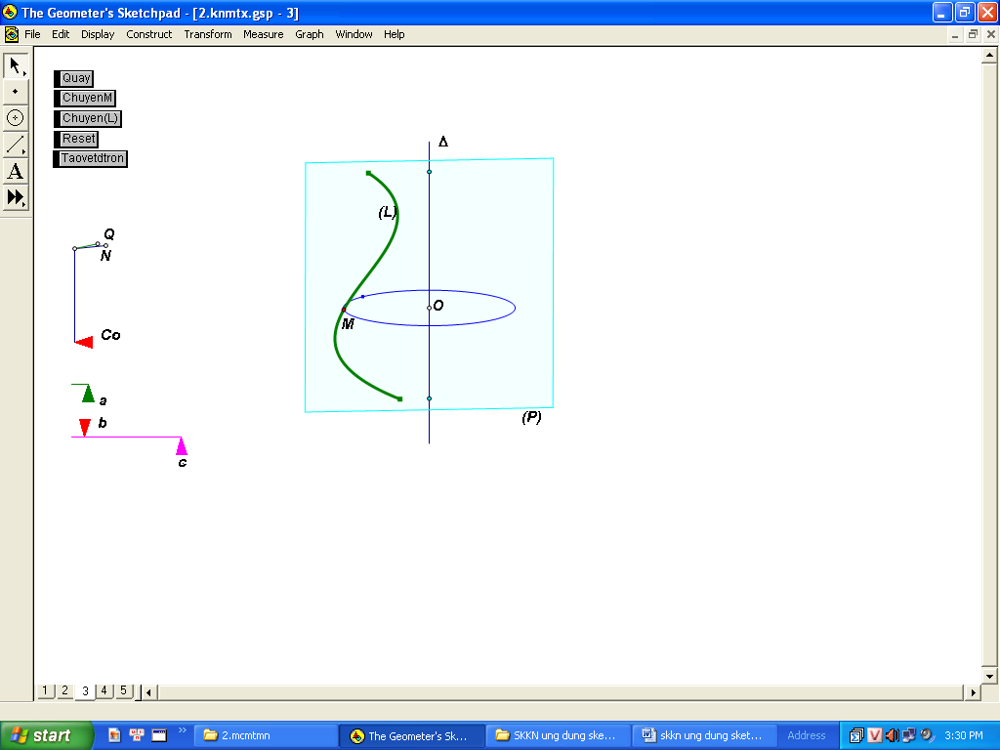 The Geometer's Sketchpad - [2.knmtx.gsp - 3]
File Edit Display Construct Transform Measure Graph Window Help
A
Quay
ChuyenM
Chuyen(L)
Reset
Taovetdtron
Δ
(L)
Q
N
O
M
Co
a
b
(P)
c
1 2 3 4 5
start
2.mcmtmn
The Geometer's Sk...
SKKN ung dung ske...
skkn ung dung sket...
Address
V
3:30 PM